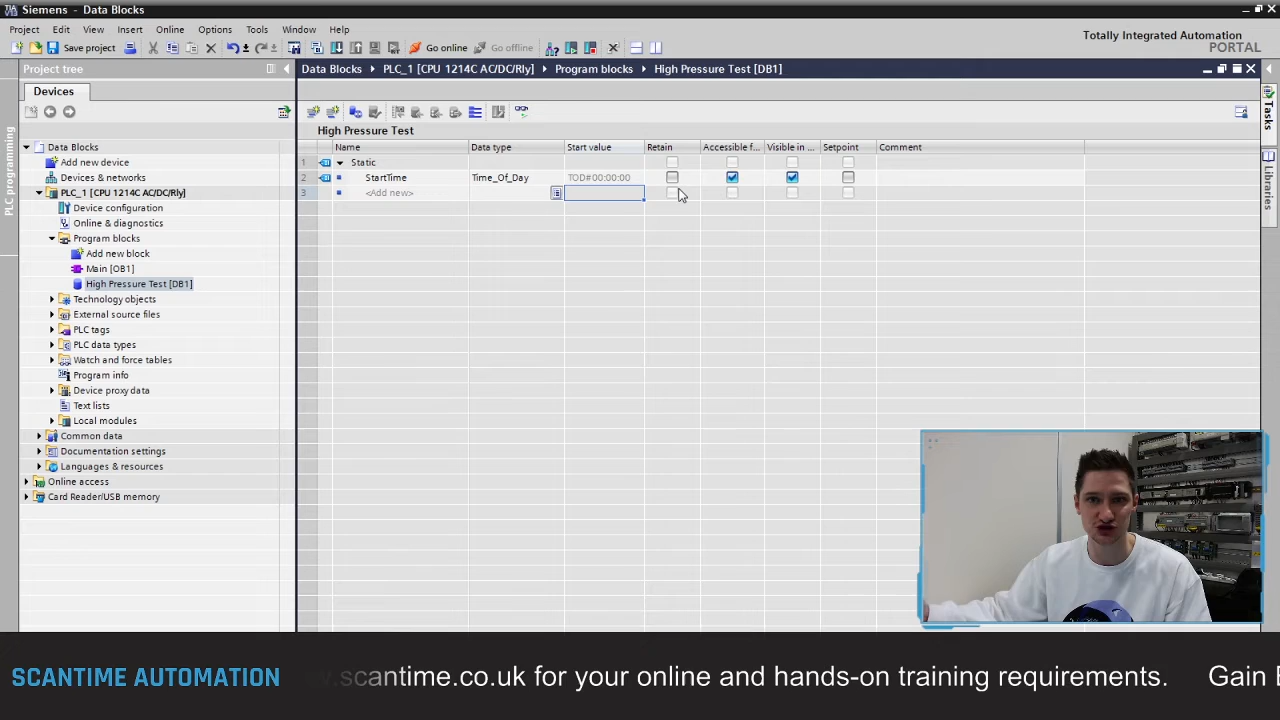 Siemens - Data Blocks
Project Edit View Insert Online Options Window Help
Totally Integrated Automation
PORTAL
Save project
Go online
Go offline
Project tree
Data Blocks PLC_1 [CPU 1214C AC/DC/Rly] Program blocks High Pressure Test [DB1]
Devices
PLC programming
Tasks
Libraries
High Pressure Test
Name Data type Start value Retain Accessible f... Visible in ... Setpoint Comment
1 Static
2 StartTime Time_Of_Day TOD#00:00:00
3 <Add new>
Data Blocks
Add new device
Devices & networks
PLC_1 [CPU 1214C AC/DC/Rly]
Device configuration
Online & diagnostics
Program blocks
Add new block
Main [OB1]
High Pressure Test [DB1]
Technology objects
External source files
PLC tags
PLC data types
Watch and force tables
Program info
Device proxy data
Text lists
Local modules
Common data
Documentation settings
Languages & resources
Online access
Card Reader/USB memory
SCANTIME AUTOMATION
.scantime.co.uk for your online and hands-on training requirements. Gain